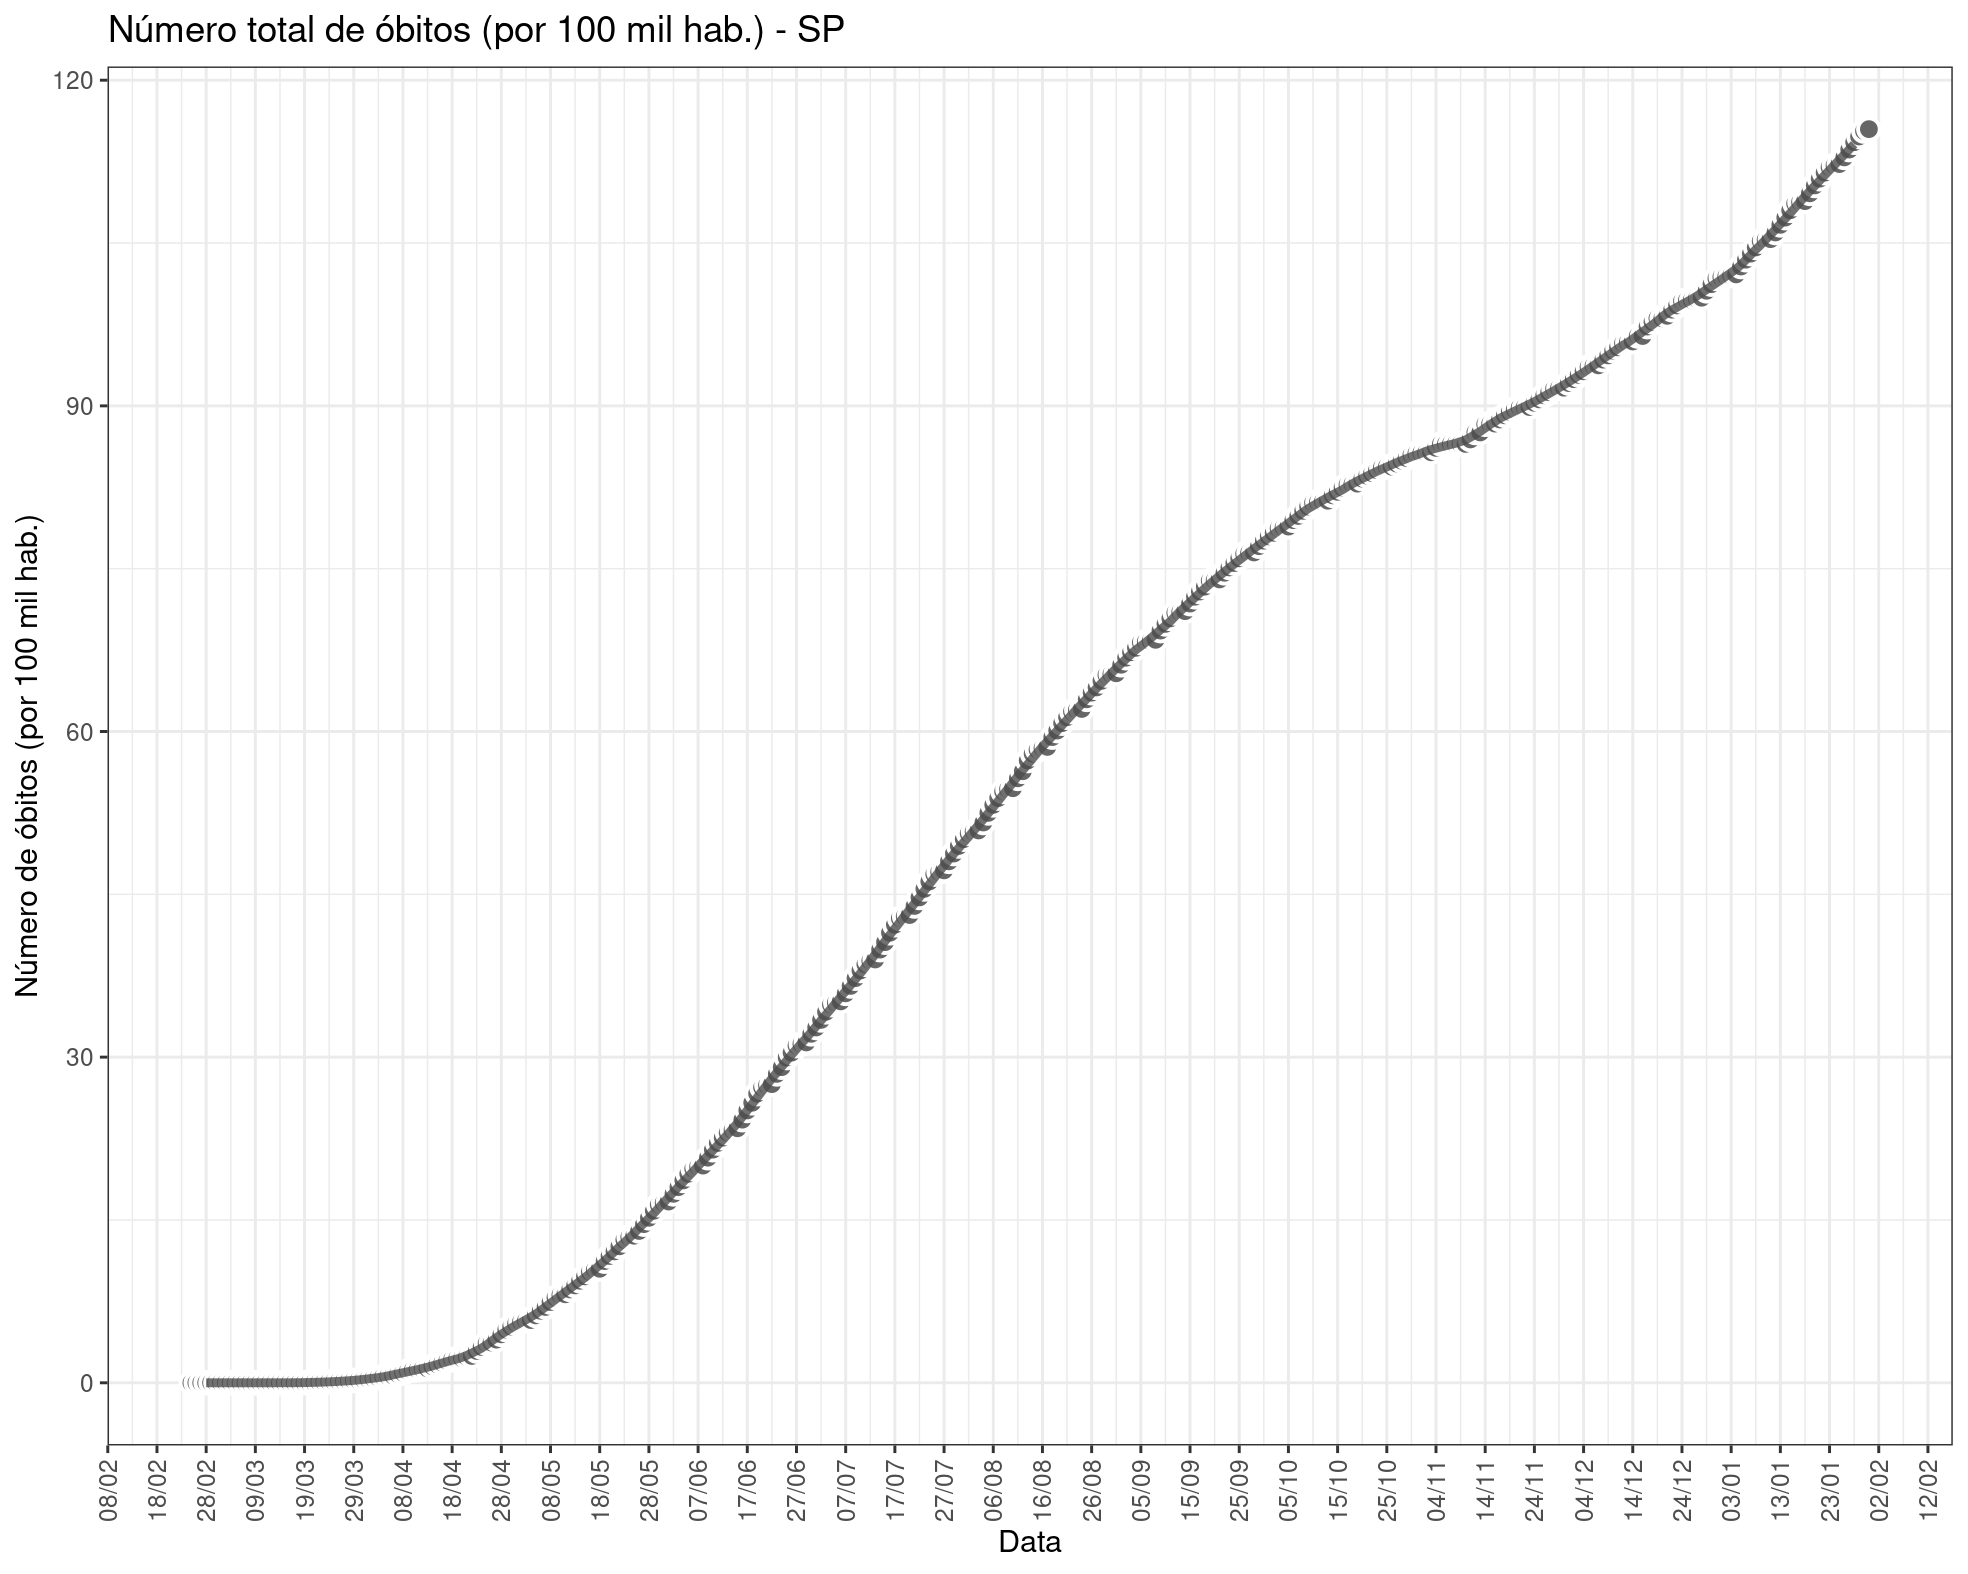 Número total de óbitos (por 100 mil hab.) - SP
Número de óbitos (por 100 mil hab.)
120
90
60
30
0
08/02 18/02 28/02 09/03 19/03 29/03 08/04 18/04 28/04 08/05 18/05 28/05 07/06 17/06 27/06 07/07 17/07 27/07 06/08 16/08 26/08 05/09 15/09 25/09 05/10 15/10 25/10 04/11 14/11 24/11 04/12 14/12 24/12 03/01 13/01 23/01 02/02 12/02
Data